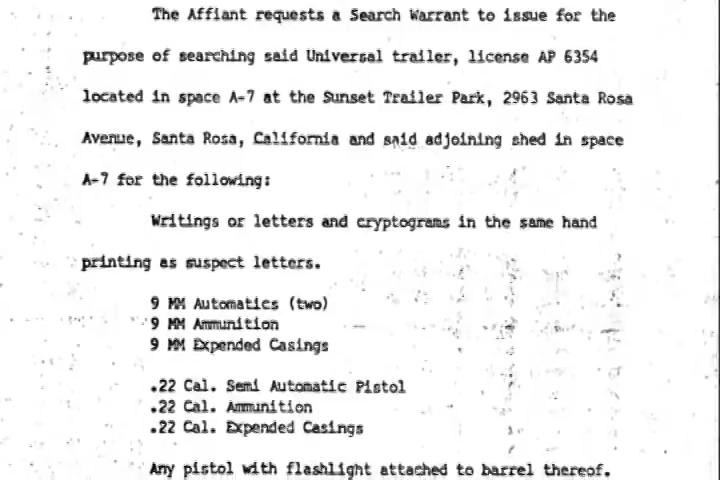 The Affiant requests a Search Warrant to issue for the
purpose of searching said Universal trailer, license AP 6354
located in space A-7 at the Sunset Trailer Park, 2963 Santa Rosa
Avenue, Santa Rosa, California and said adjoining shed in space
A-7 for the following:
Writings or letters and cryptograms in the same hand
printing as suspect letters.
9 MM Automatics (two)
9 MM Ammunition
9 MM Expended Casings
.22 Cal. Semi Automatic Pistol
.22 Cal. Ammunition
.22 Cal. Expended Casings
Any pistol with flashlight attached to barrel thereof.